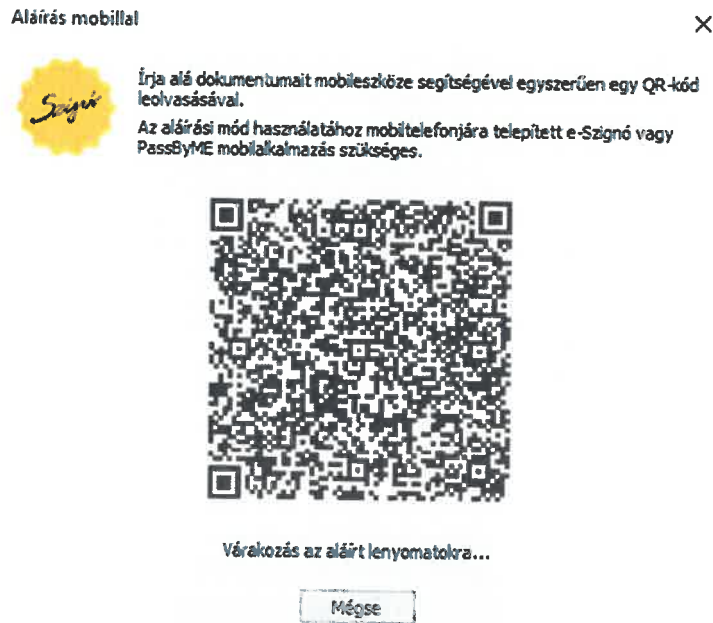 Aláírás mobillal
Szignó
Írja alá dokumentumait mobileszköze segítségével egyszerűen egy QR-kód
leolvasásával.
Az aláírási mód használatához mobiltelefonjára telepített e-Szignó vagy
PassByME mobilalkalmazás szükséges.
Várakozás az aláírt lenyomatokra...
Mégse